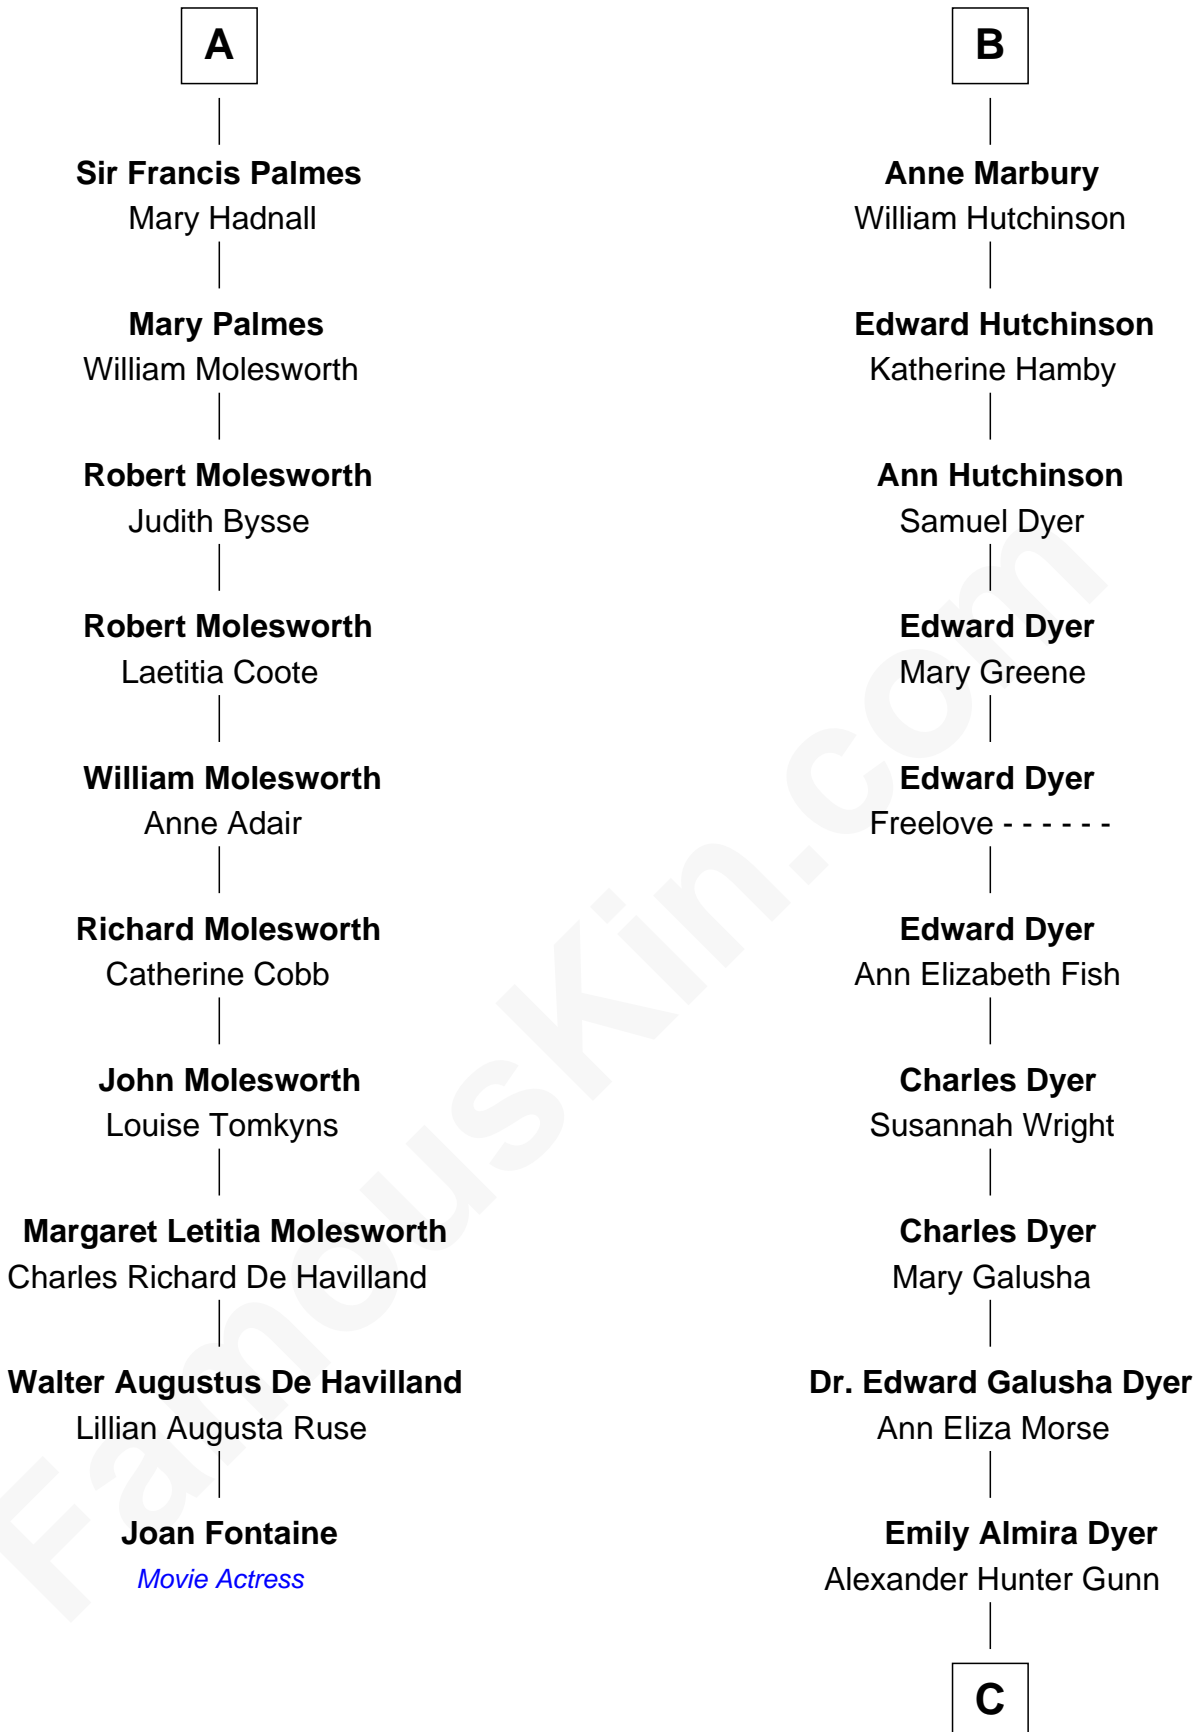 A
Sir Francis Palmes
Mary Hadnall
Mary Palmes
William Molesworth
Robert Molesworth
Judith Bysse
Robert Molesworth
Laetitia Coote
William Molesworth
Anne Adair
Richard Molesworth
Catherine Cobb
John Molesworth
Louise Tomkyns
Margaret Letitia Molesworth
Charles Richard De Havilland
Walter Augustus De Havilland
Lillian Augusta Ruse
Joan Fontaine
Movie Actress
B
Anne Marbury
William Hutchinson
Edward Hutchinson
Katherine Hamby
Ann Hutchinson
Samuel Dyer
Edward Dyer
Mary Greene
Edward Dyer
Freelove - - - - - -
Edward Dyer
Ann Elizabeth Fish
Charles Dyer
Susannah Wright
Charles Dyer
Mary Galusha
Dr. Edward Galusha Dyer
Ann Eliza Morse
Emily Almira Dyer
Alexander Hunter Gunn
C
FamousKin.com